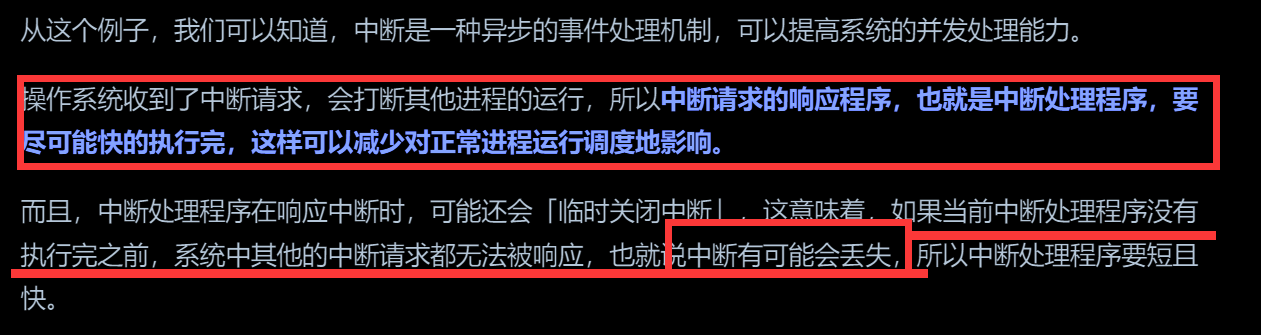 从这个例子，我们可以知道，中断是一种异步的事件处理机制，可以提高系统的并发处理能力。
操作系统收到了中断请求，会打断其他进程的运行，所以中断请求的响应程序，也就是中断处理程序，要
尽可能快的执行完，这样可以减少对正常进程运行调度地影响。
而且，中断处理程序在响应中断时，可能还会「临时关闭中断」，这意味着，如果当前中断处理程序没有
执行完之前，系统中其他的中断请求都无法被响应，也就说中断有可能会丢失，所以中断处理程序要短且
快。